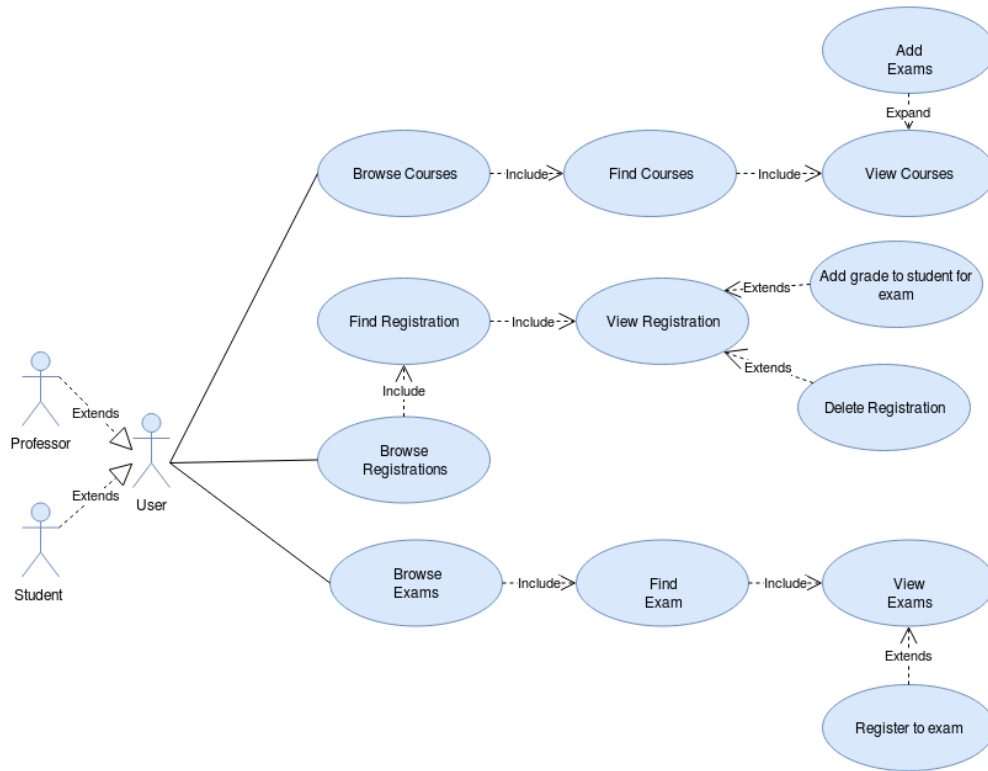 Add
Exams
Expand
Browse Courses
Include
Find Courses
Include
View Courses
Add grade to student for
exam
Extends
Find Registration
Include
View Registration
Extends
Include
Delete Registration
Professor
Extends
Browse
Registrations
User
Extends
Student
Browse
Exams
Include
Find
Exam
Include
View
Exams
Extends
Register to exam